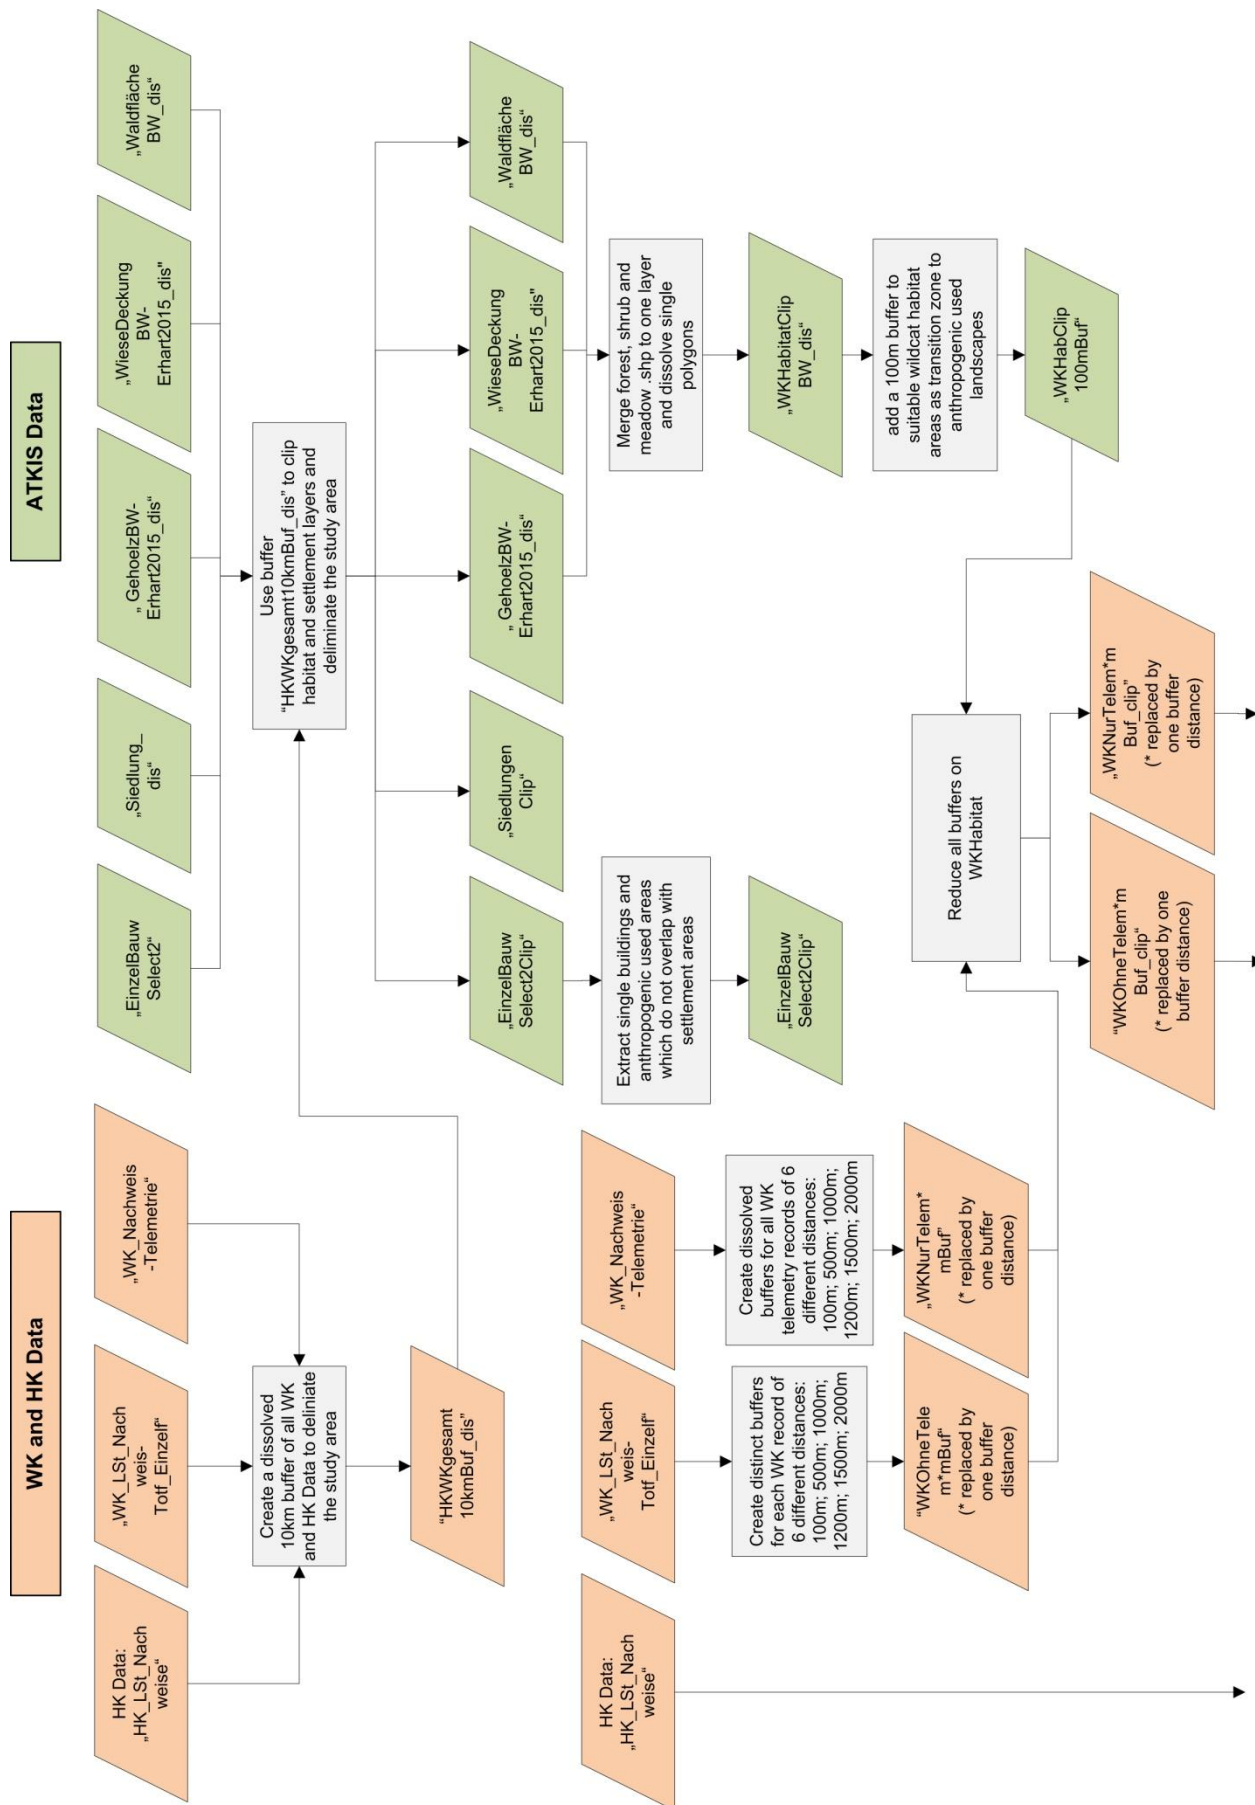 WK and HK Data
ATKIS Data
HK Data:
„HK_LSt_Nach
weise“
„WK_LSt_Nach
weis-
Totf_Einzelf“
„WK_Nachweis
-Telemetrie“
„EinzelBauw
Select2“
„Siedlung_
dis“
„ GehoelzBW-
Erhart2015_dis“
„WieseDeckung
BW-
Erhart2015_dis"
„Waldfläche
BW_dis“
Create a dissolved
10km buffer of all WK
and HK Data to deliniate
the study area
Use buffer
“HKWKgesamt10kmBuf_dis” to clip
habitat and settlement layers and
deliminate the study area
“HKWKgesamt
10kmBuf_dis”
„EinzelBauw
Select2Clip“
„Siedlungen
Clip“
„ GehoelzBW-
Erhart2015_dis“
„WieseDeckung
BW-
Erhart2015_dis"
„Waldfläche
BW_dis“
HK Data:
„HK_LSt_Nach
weise“
„WK_LSt_Nach
weis-
Totf_Einzelf“
„WK_Nachweis
-Telemetrie“
Extract single buildings and
anthropogenic used areas
which do not overlap with
settlement areas
Merge forest, shrub and
meadow .shp to one layer
and dissolve single
polygons
Create distinct buffers
for each WK record of
6 different distances:
100m; 500m; 1000m;
1200m; 1500m; 2000m
Create dissolved
buffers for all WK
telemetry records of 6
different distances:
100m; 500m; 1000m;
1200m; 1500m; 2000m
„EinzelBauw
Select2Clip“
„WKHabitatClip
BW_dis“
add a 100m buffer to
suitable wildcat habitat
areas as transition zone to
anthropogenic used
landscapes
“WKOhneTele
m*mBuf“
(* replaced by
one buffer
distance)
„WKNurTelem*
mBuf”
(* replaced by
one buffer
distance)
Reduce all buffers on
WKHabitat
„WKHabClip
100mBuf“
“WKOhneTelem*m
Buf_clip“
(* replaced by one
buffer distance)
„WKNurTelem*m
Buf_clip”
(* replaced by
one buffer
distance)